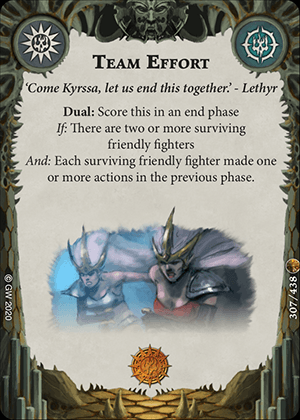 TEAM EFFORT
‘Come Kyrssa, let us end this together.’ - Lethyr
Dual: Score this in an end phase
If: There are two or more surviving
friendly fighters
And: Each surviving friendly fighter made one
or more actions in the previous phase.
© GW 2020
307/438